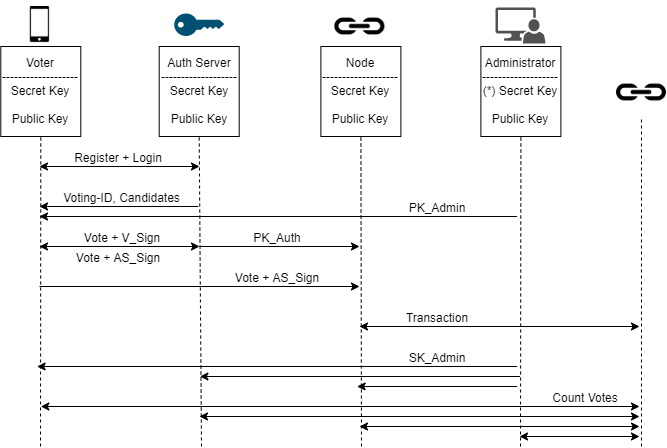 Voter
Secret Key
Public Key
Auth Server
Secret Key
Public Key
Node
Secret Key
Public Key
Administrator
(*) Secret Key
Public Key
Register + Login
Voting-ID, Candidates
PK_Admin
Vote + V_Sign
PK_Auth
Vote + AS_Sign
Vote + AS_Sign
Transaction
SK_Admin
Count Votes